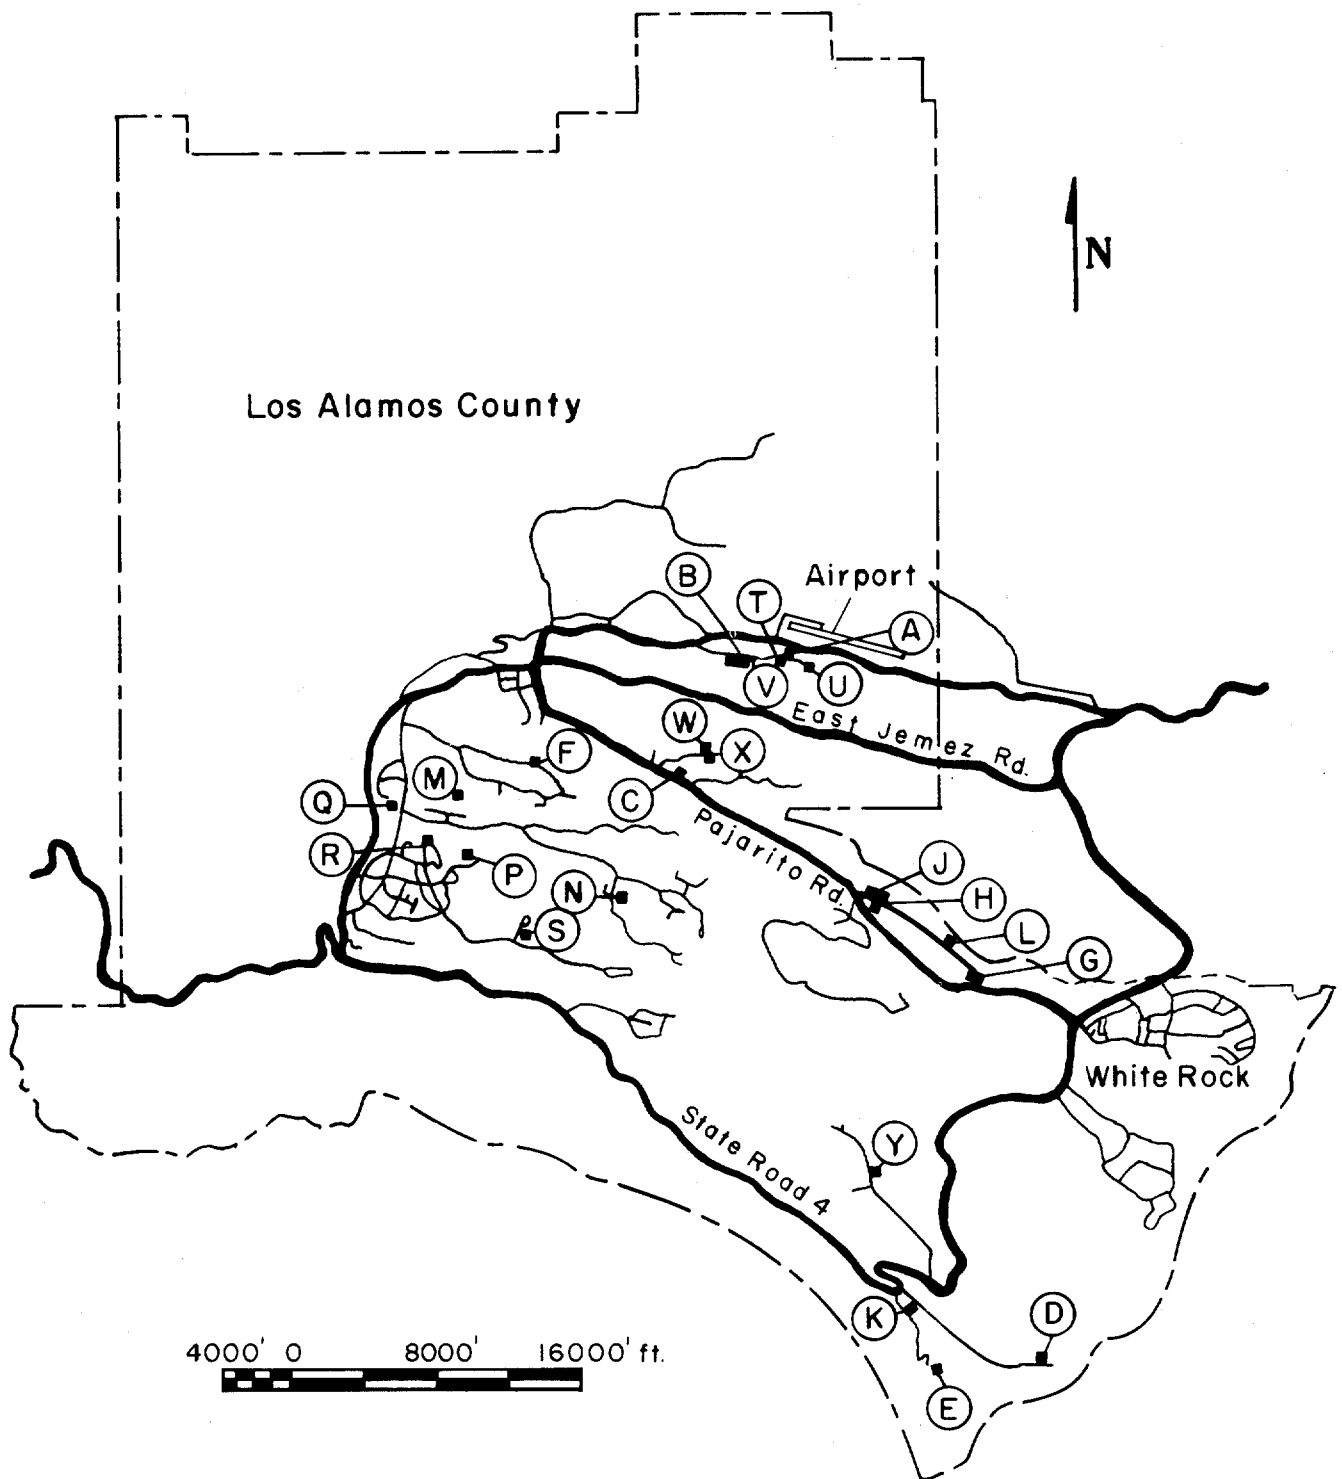 N
Los Alamos County
Airport
B
T
A
V
U
W
X
East Jemez Rd.
F
M
C
Q
Pajarito Rd.
R
P
J
N
H
S
L
G
White Rock
State Road 4
Y
K
D
4000' 0 8000' 16000' ft.
E